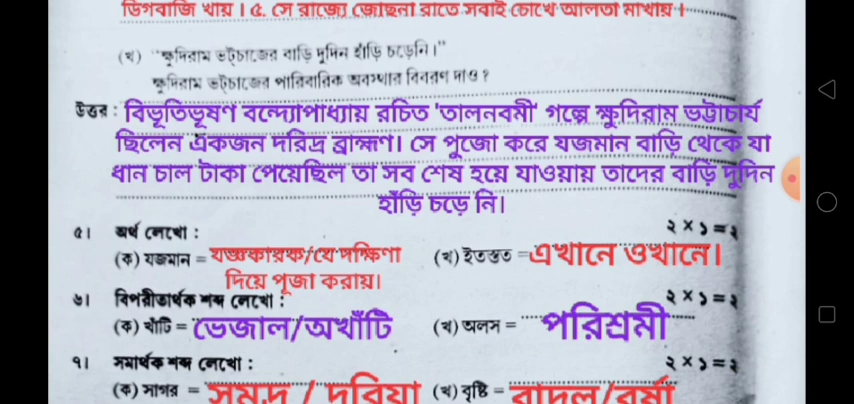 ডিগবাজি খায়। ৫. সে রাজ্যে জোছনা রাতে সবাই চোখে আলতা মাখায়।
(খ) "ক্ষুদিরাম ভট্‌চাজের বাড়ি দুদিন হাঁড়ি চড়েনি।"
ক্ষুদিরাম ভট্‌চাজের পারিবারিক অবস্থার বিবরণ দাও ?
উত্তর : বিভূতিভূষণ বন্দ্যোপাধ্যায় রচিত 'তালনবমী' গল্পে ক্ষুদিরাম ভট্টাচার্য
ছিলেন একজন দরিদ্র ব্রাহ্মণ। সে পুজো করে যজমান বাড়ি থেকে যা
ধান চাল টাকা পেয়েছিল তা সব শেষ হয়ে যাওয়ায় তাদের বাড়ি দুদিন
হাঁড়ি চড়ে নি।
৫। অর্থ লেখো : ২ × ১ = ২
(ক) যজমান = যজ্ঞকারক/যে দক্ষিণা (খ) ইতস্তত = এখানে ওখানে।
দিয়ে পূজা করায়।
৬। বিপরীতার্থক শব্দ লেখো : ২ × ১ = ২
(ক) খাঁটি = ভেজাল/অখাঁটি (খ) অলস = পরিশ্রমী
৭। সমার্থক শব্দ লেখো : ২ × ১ = ২
(ক) সাগর = সমুদ্র / দরিয়া (খ) বৃষ্টি = বাদল/বর্ষা